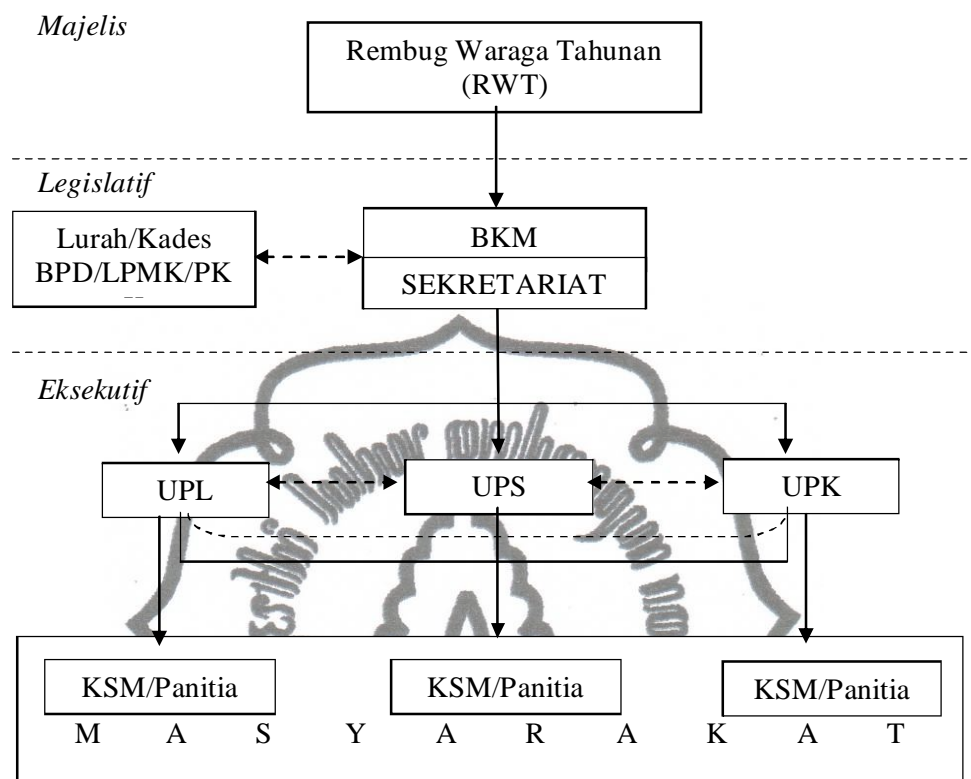 Majelis
Rembug Waraga Tahunan
(RWT)
Legislatif
Lurah/Kades
BPD/LPMK/PK
BKM
SEKRETARIAT
Eksekutif
UPL
UPS
UPK
KSM/Panitia
KSM/Panitia
KSM/Panitia
M A S Y A R A K A T